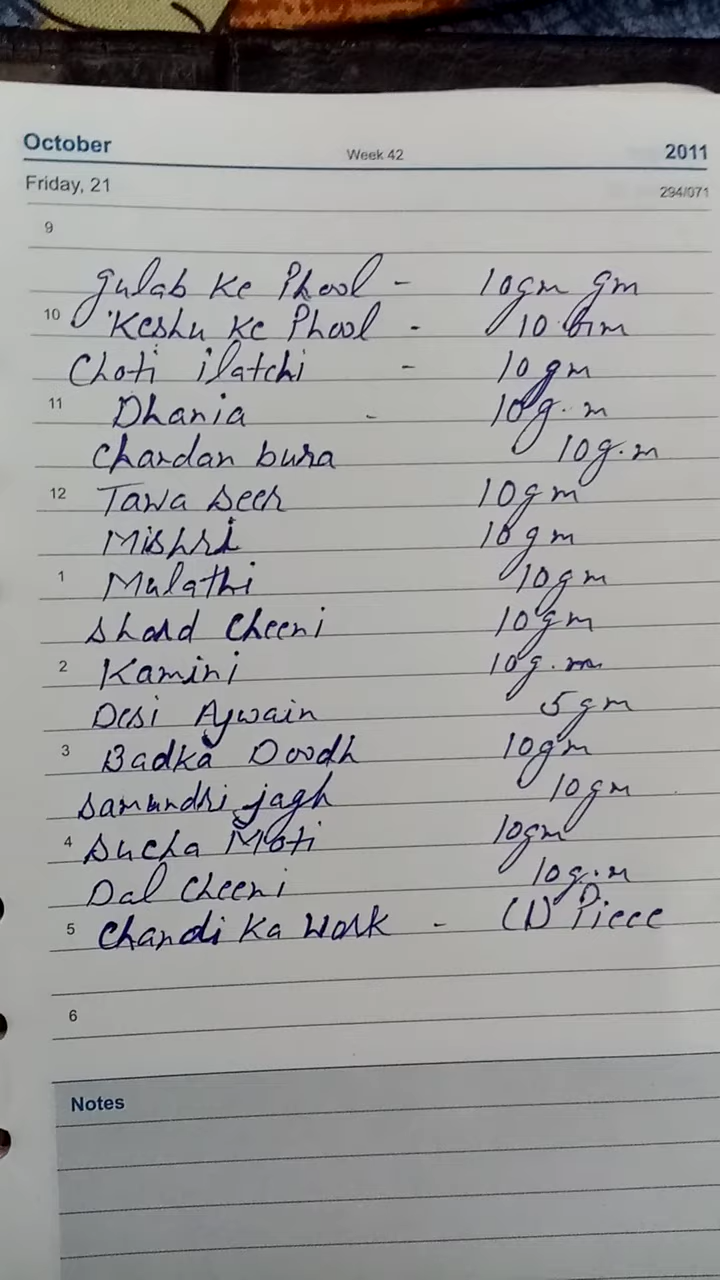 October Week 42 2011
Friday, 21 294/071
9
gulab ke Phool - 10gm gm
10 Keshu ke Phool - 10 Gm
Choti ilatchi - 10 gm
11 Dhania - 10g.m
Chandan bura 10g.m
12 Tawa seer 10gm
Mishri 10gm
1 Mulathi 10gm
shard cheeni 10gm
2 Kamini 10g.m
Desi Ajwain 5gm
3 Badka Doodh 10gm
samundri jagh 10gm
4 sucha Moti 10gm
Dal cheeni 10g.m
5 Chandi ka work - (1) Piece
6
Notes